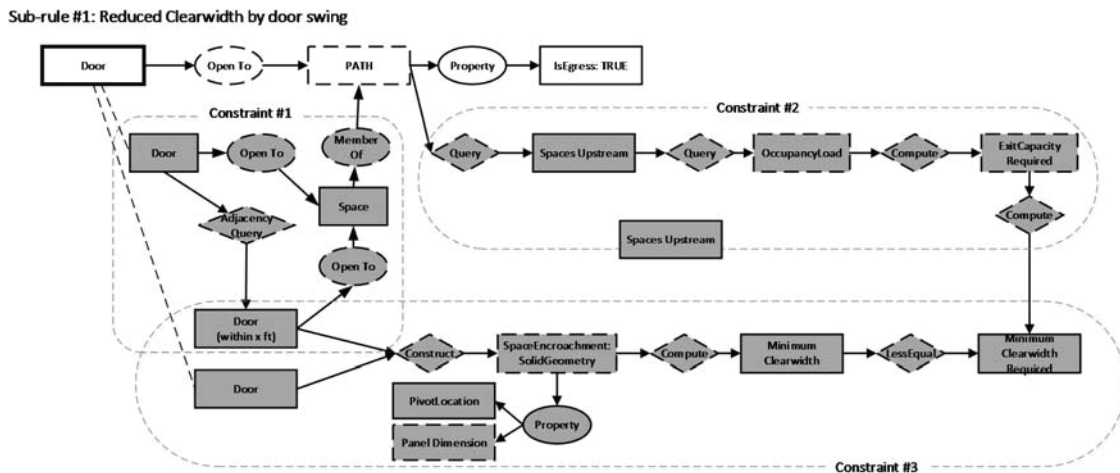 Sub-rule #1: Reduced Clearwidth by door swing
Door
Open To
PATH
Property
IsEgress: TRUE
Constraint #1
Constraint #2
Door
Open To
Member
Of
Query
Spaces Upstream
Query
OccupancyLoad
Compute
ExitCapacity
Required
Adjacency
Query
Space
Compute
Spaces Upstream
Open To
Door
(within x ft)
Construct
SpaceEncroachment:
SolidGeometry
Compute
Minimum
Clearwidth
LessEqual
Minimum
Clearwidth
Required
Door
PivotLocation
Property
Panel Dimension
Constraint #3